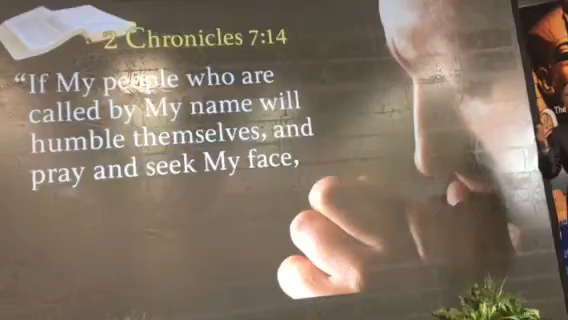 2 Chronicles 7:14
“If My people who are
called by My name will
humble themselves, and
pray and seek My face,
The